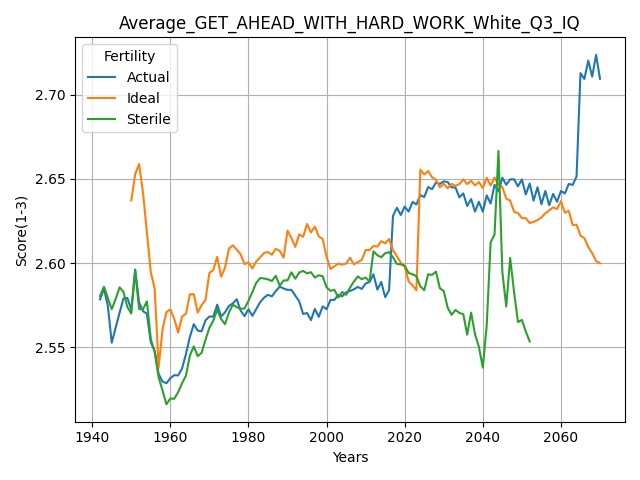 Average_GET_AHEAD_WITH_HARD_WORK_White_Q3_IQ
Fertility
Actual
Ideal
Sterile
Score(1-3)
2.70
2.65
2.60
2.55
1940 1960 1980 2000 2020 2040 2060
Years